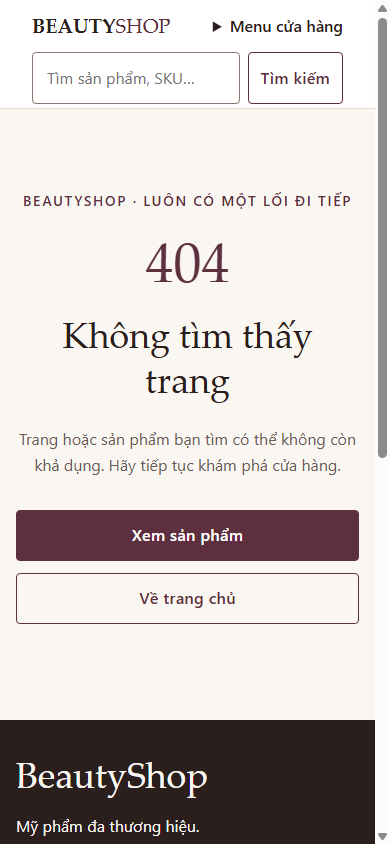 BEAUTYSHOP
▶ Menu cửa hàng
Tìm sản phẩm, SKU...
Tìm kiếm
BEAUTYSHOP · LUÔN CÓ MỘT LỐI ĐI TIẾP
404
Không tìm thấy
trang
Trang hoặc sản phẩm bạn tìm có thể không còn
khả dụng. Hãy tiếp tục khám phá cửa hàng.
Xem sản phẩm
Về trang chủ
BeautyShop
Mỹ phẩm đa thương hiệu.